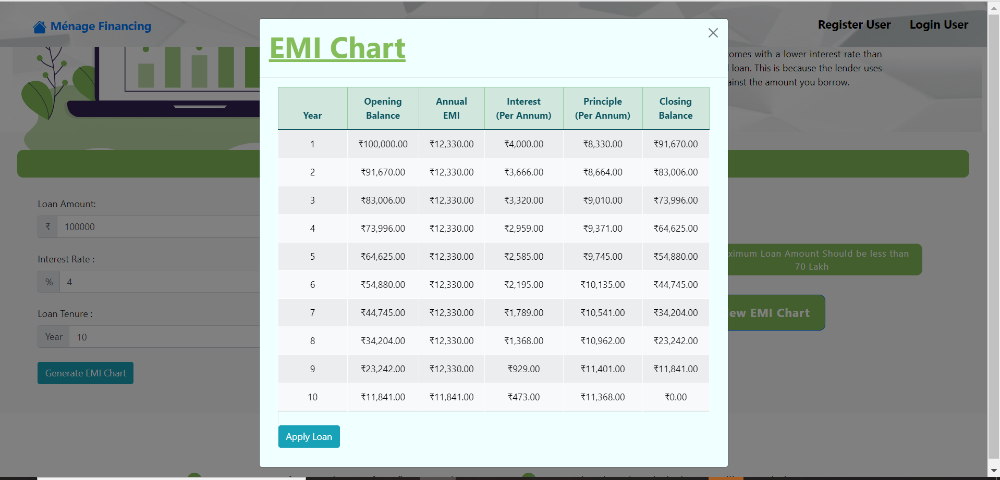 Ménage Financing
Register User
Login User
EMI Chart
omes with a lower interest rate than
loan. This is because the lender uses
ainst the amount you borrow.
Year Opening Balance Annual EMI Interest (Per Annum) Principle (Per Annum) Closing Balance
1 ₹100,000.00 ₹12,330.00 ₹4,000.00 ₹8,330.00 ₹91,670.00
2 ₹91,670.00 ₹12,330.00 ₹3,666.00 ₹8,664.00 ₹83,006.00
3 ₹83,006.00 ₹12,330.00 ₹3,320.00 ₹9,010.00 ₹73,996.00
4 ₹73,996.00 ₹12,330.00 ₹2,959.00 ₹9,371.00 ₹64,625.00
5 ₹64,625.00 ₹12,330.00 ₹2,585.00 ₹9,745.00 ₹54,880.00
6 ₹54,880.00 ₹12,330.00 ₹2,195.00 ₹10,135.00 ₹44,745.00
7 ₹44,745.00 ₹12,330.00 ₹1,789.00 ₹10,541.00 ₹34,204.00
8 ₹34,204.00 ₹12,330.00 ₹1,368.00 ₹10,962.00 ₹23,242.00
9 ₹23,242.00 ₹12,330.00 ₹929.00 ₹11,401.00 ₹11,841.00
10 ₹11,841.00 ₹11,841.00 ₹473.00 ₹11,368.00 ₹0.00
Apply Loan
Loan Amount:
₹ 100000
Interest Rate :
% 4
Loan Tenure :
Year 10
Generate EMI Chart
ximum Loan Amount Should be less than
70 Lakh
iew EMI Chart